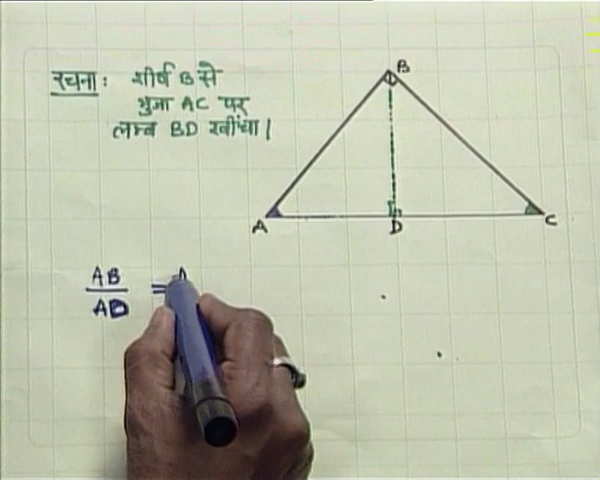 रचना: शीर्ष B से
भुजा AC पर
लम्ब BD खींचा।
B
A
D
C
AB
AD
= A